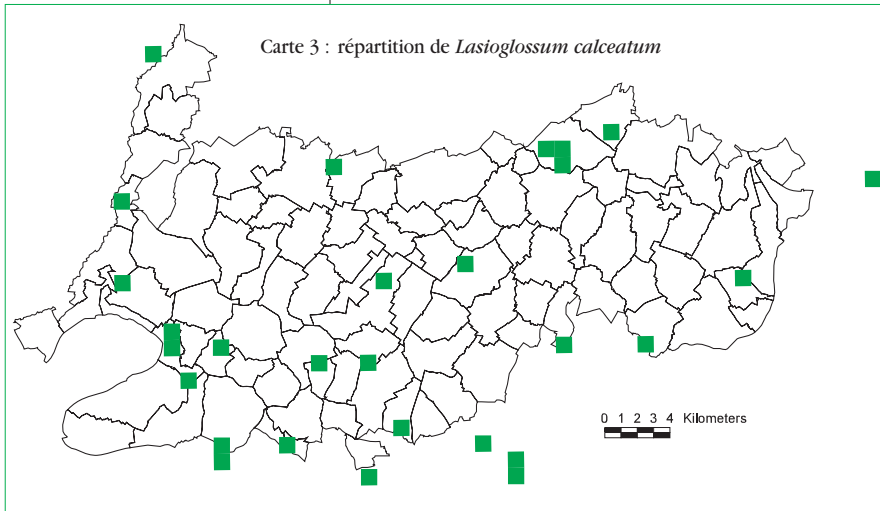 Carte 3 : répartition de Lasioglossum calceatum
0 1 2 3 4 Kilometers